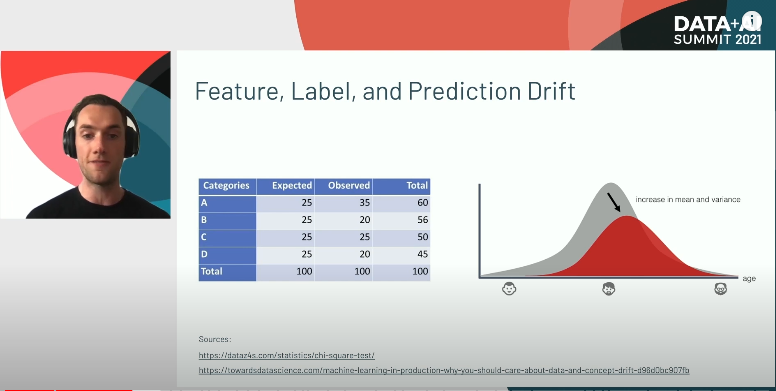 DATA+AI
SUMMIT 2021
Feature, Label, and Prediction Drift
Categories Expected Observed Total
A 25 35 60
B 25 20 56
C 25 25 50
D 25 20 45
Total 100 100 100
increase in mean and variance
age
Sources:
https://dataz4s.com/statistics/chi-square-test/
https://towardsdatascience.com/machine-learning-in-production-why-you-should-care-about-data-and-concept-drift-d96d0bc907fb